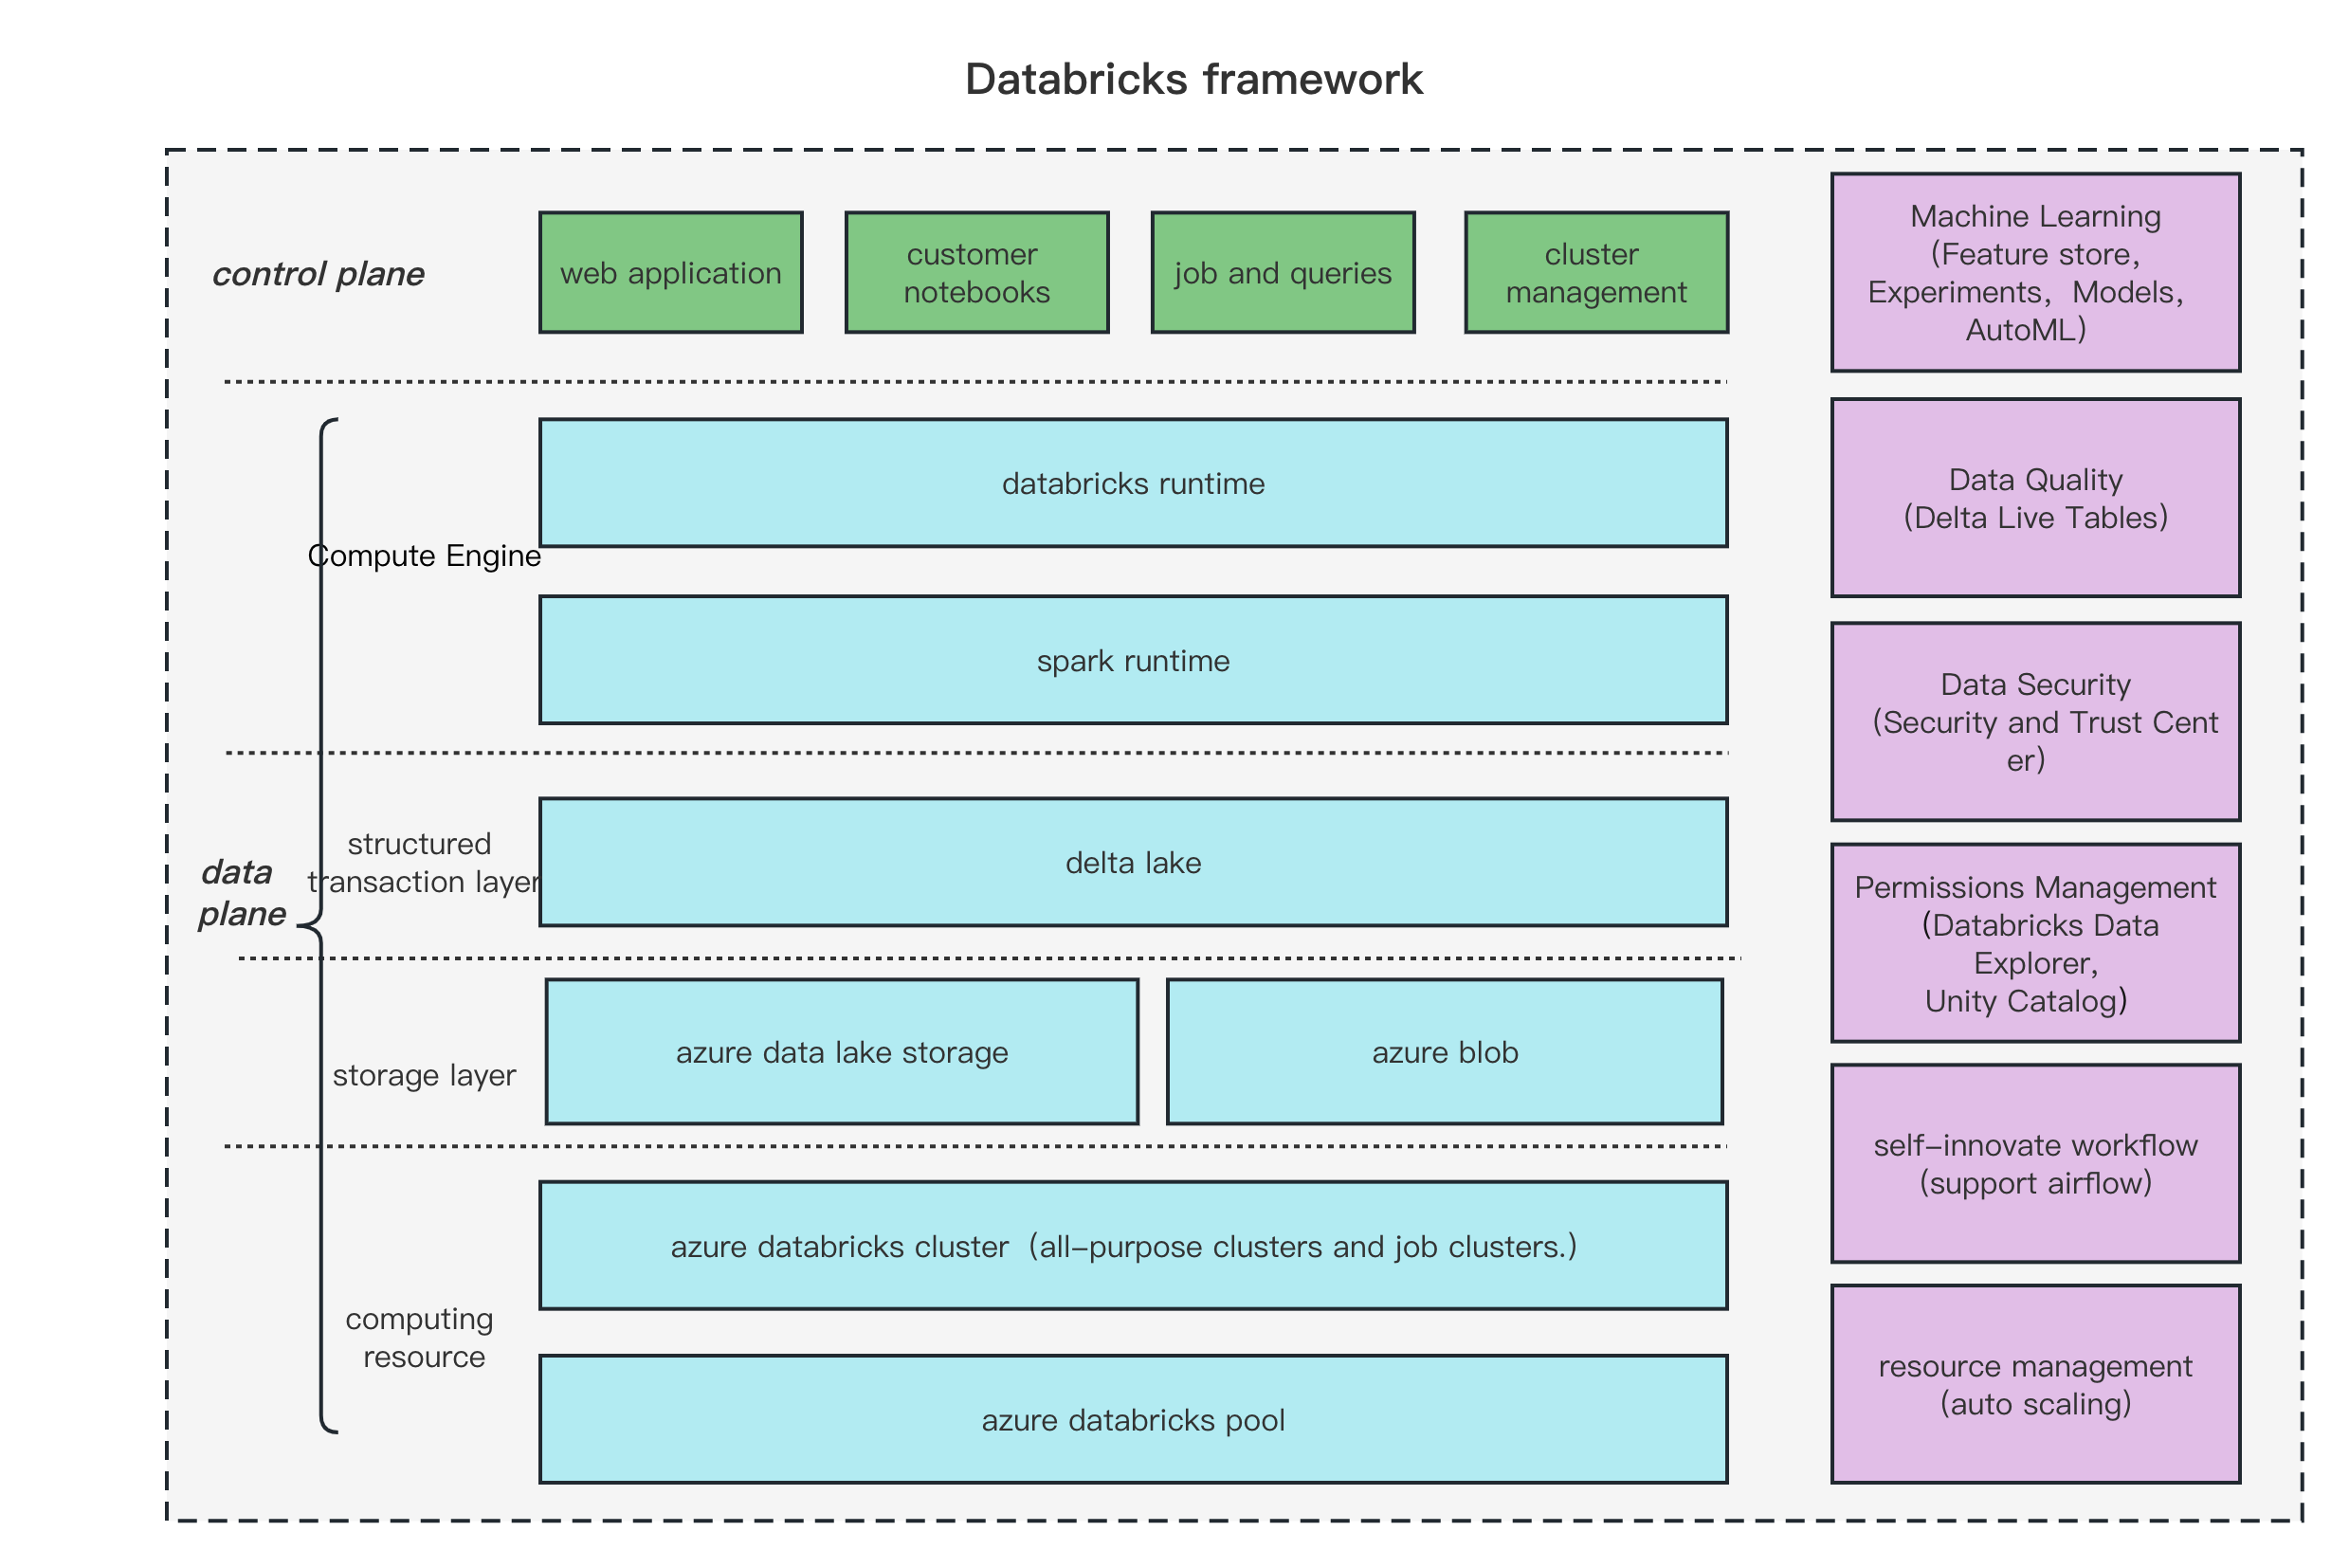 Databricks framework
control plane
web application
customer
notebooks
job and queries
cluster
management
Machine Learning
(Feature store,
Experiments, Models,
AutoML)
data
plane
Compute Engine
databricks runtime
spark runtime
Data Quality
(Delta Live Tables)
Data Security
(Security and Trust Cent
er)
structured
transaction layer
delta lake
Permissions Management
(Databricks Data
Explorer,
Unity Catalog)
storage layer
azure data lake storage
azure blob
self-innovate workflow
(support airflow)
computing
resource
azure databricks cluster (all-purpose clusters and job clusters.)
azure databricks pool
resource management
(auto scaling)